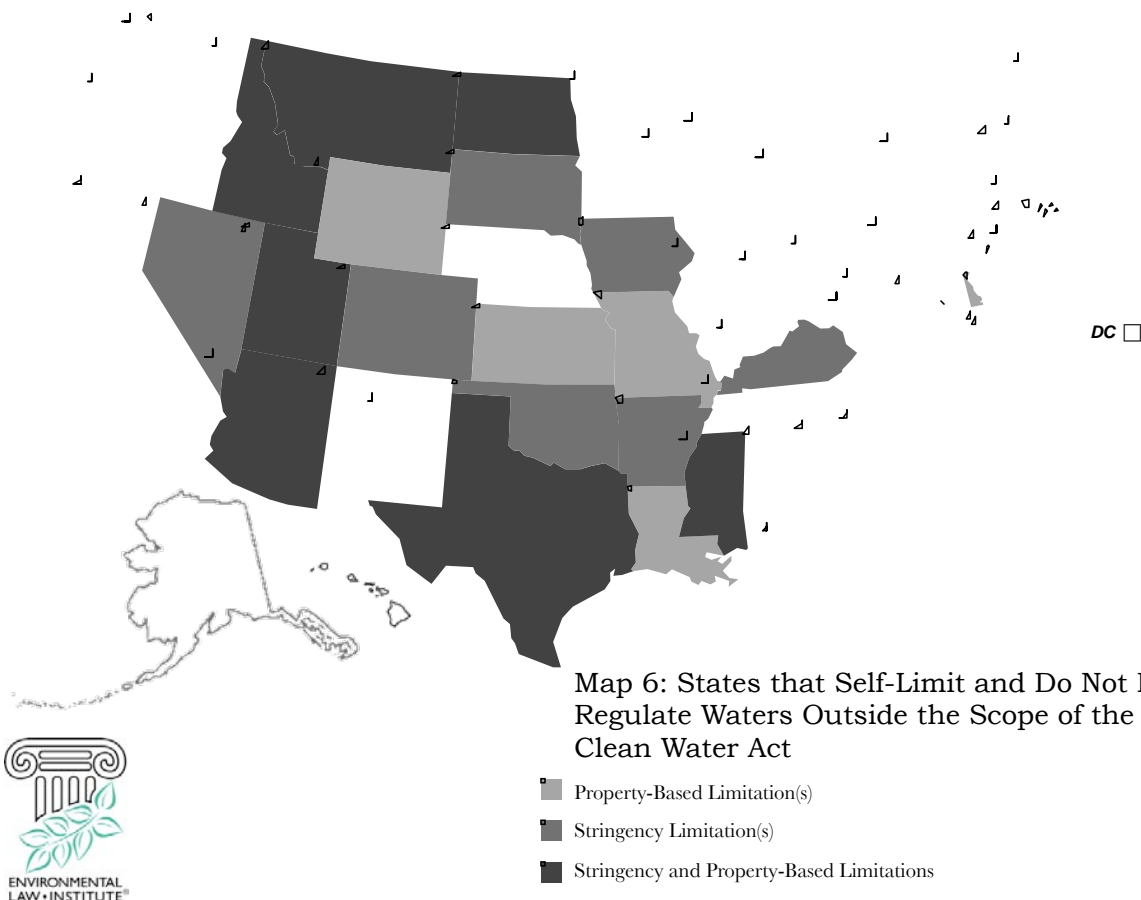 DC
Map 6: States that Self-Limit and Do Not
Regulate Waters Outside the Scope of the
Clean Water Act
Property-Based Limitation(s)
Stringency Limitation(s)
Stringency and Property-Based Limitations
ENVIRONMENTAL
LAW•INSTITUTE®